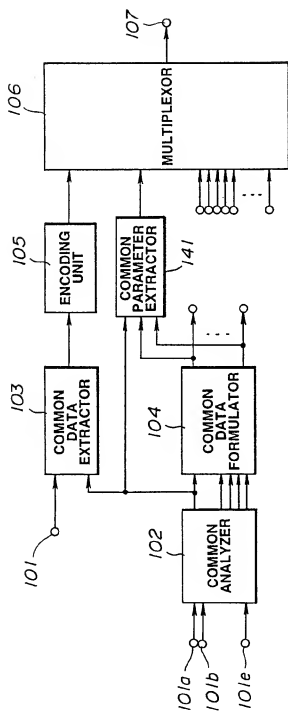 101
103
COMMON
DATA
EXTRACTOR
105
ENCODING
UNIT
106
MULTIPLEXOR
107
COMMON
PARAMETER
EXTRACTOR
141
101a
101b
101e
102
COMMON
ANALYZER
104
COMMON
DATA
FORMULATOR